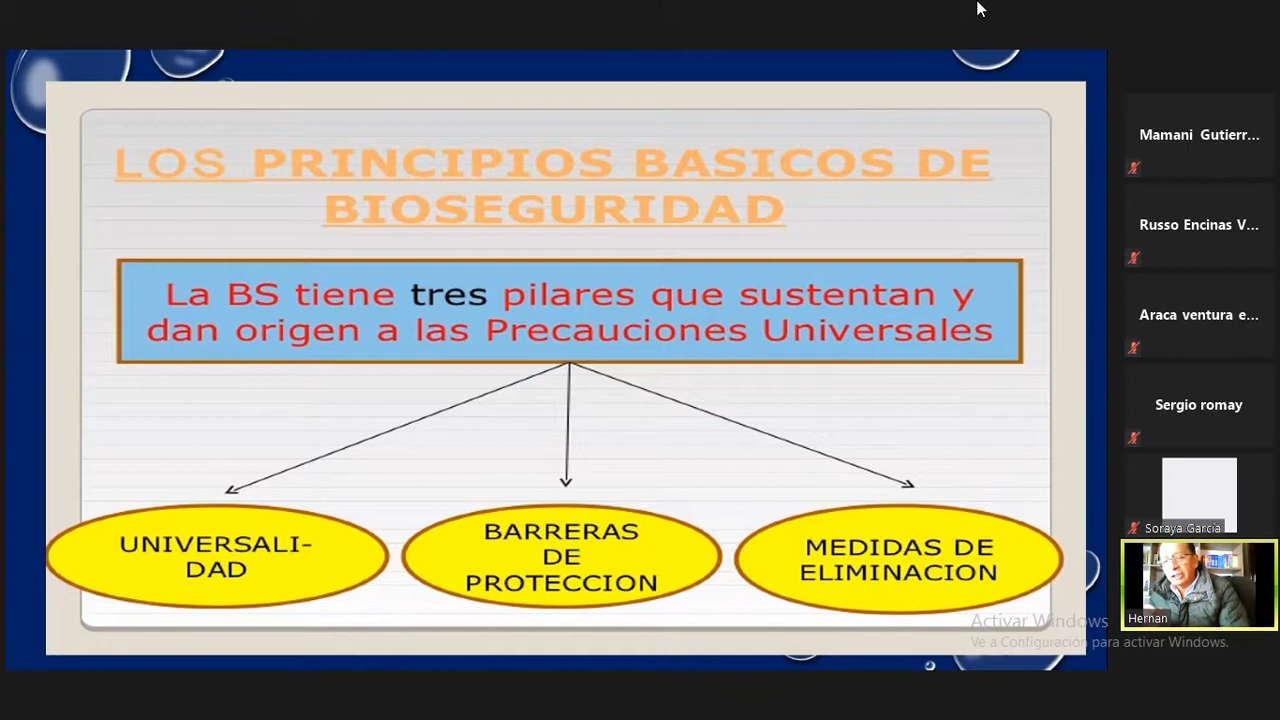 LOS PRINCIPIOS BASICOS DE
BIOSEGURIDAD
La BS tiene tres pilares que sustentan y
dan origen a las Precauciones Universales
UNIVERSALI-
DAD
BARRERAS
DE
PROTECCION
MEDIDAS DE
ELIMINACION
Activar Windows
Ve a Configuración para activar Windows.
Mamani Gutierr...
Russo Encinas V...
Araca ventura e...
Sergio romay
Soraya Garcia
Hernan